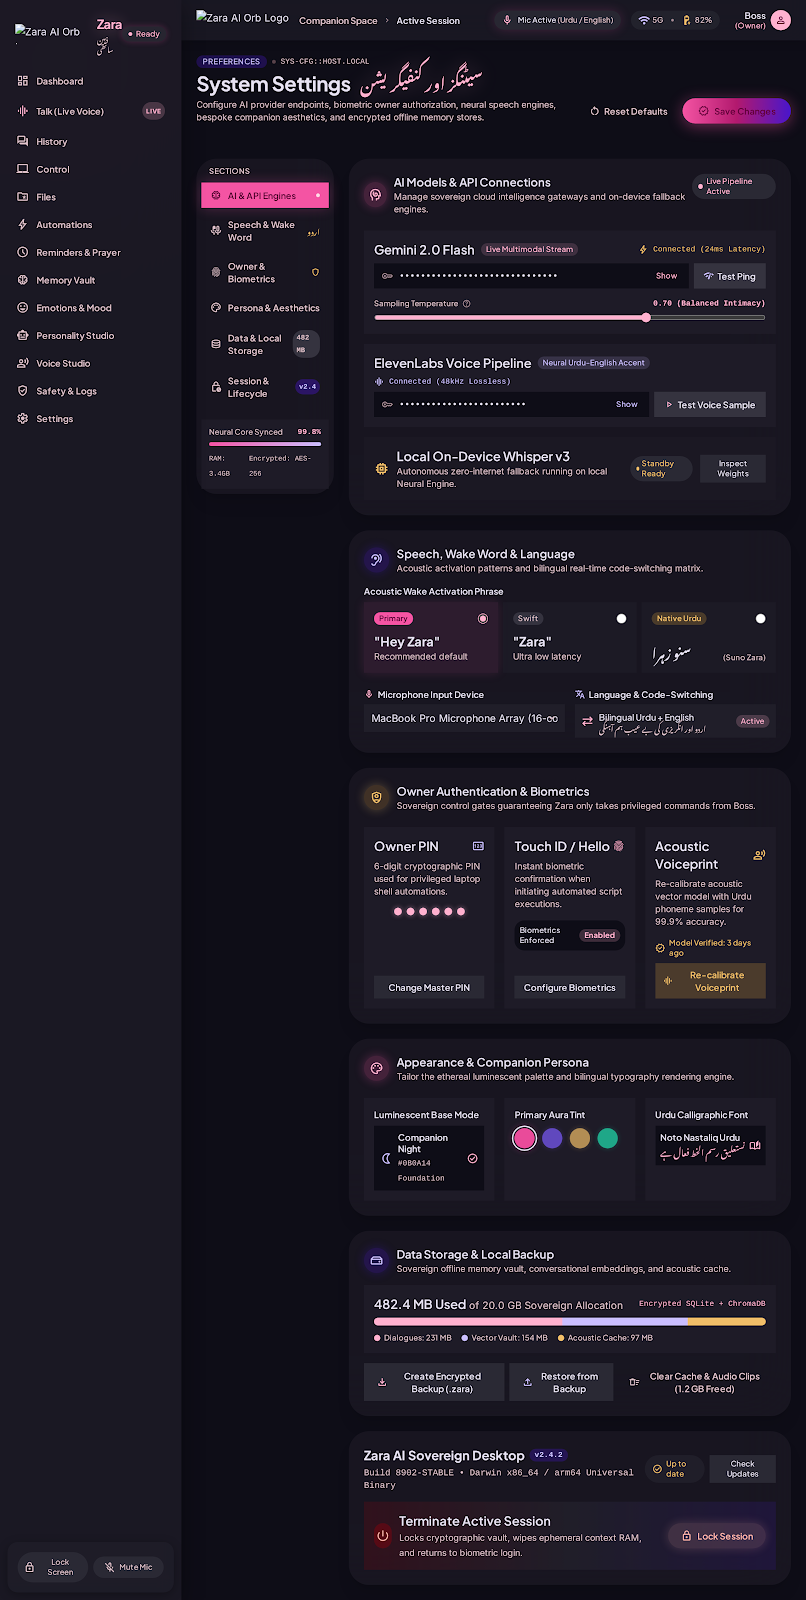 Zara AI Orb
Zara
زین ساتھی
Ready
Dashboard
Talk (Live Voice)
LIVE
History
Control
Files
Automations
Reminders & Prayer
Memory Vault
Emotions & Mood
Personality Studio
Voice Studio
Safety & Logs
Settings
Lock Screen
Mute Mic
Zara AI Orb Logo
Companion Space
Active Session
Mic Active (Urdu / English)
5G
82%
Boss
(Owner)
PREFERENCES
SYS-CFG::HOST.LOCAL
System Settings
سیٹنگز اور کنفیگریشن
Configure AI provider endpoints, biometric owner authorization, neural speech engines,
bespoke companion aesthetics, and encrypted offline memory stores.
Reset Defaults
Save Changes
SECTIONS
AI & API Engines
Speech & Wake
Word
اردو
Owner &
Biometrics
Persona & Aesthetics
Data & Local
Storage
482
MB
Session &
Lifecycle
v2.4
Neural Core Synced
99.8%
RAM:
3.4GB
Encrypted: AES-
256
AI Models & API Connections
Manage sovereign cloud intelligence gateways and on-device fallback
engines.
Live Pipeline
Active
Gemini 2.0 Flash
Live Multimodal Stream
Connected (24ms Latency)
Show
Test Ping
Sampling Temperature
0.70 (Balanced Intimacy)
ElevenLabs Voice Pipeline
Neural Urdu-English Accent
Connected (48kHz Lossless)
Show
Test Voice Sample
Local On-Device Whisper v3
Autonomous zero-internet fallback running on local
Neural Engine.
Standby
Ready
Inspect
Weights
Speech, Wake Word & Language
Acoustic activation patterns and bilingual real-time code-switching matrix.
Acoustic Wake Activation Phrase
Primary
"Hey Zara"
Recommended default
Swift
"Zara"
Ultra low latency
Native Urdu
سنو زہرا
(Suno Zara)
Microphone Input Device
MacBook Pro Microphone Array (16-
Language & Code-Switching
Bilingual Urdu + English
اردو اور انگریزی کی بے عیب ہم آہنگی
Active
Owner Authentication & Biometrics
Sovereign control gates guaranteeing Zara only takes privileged commands from Boss.
Owner PIN
6-digit cryptographic PIN
used for privileged laptop
shell automations.
Change Master PIN
Touch ID / Hello
Instant biometric
confirmation when
initiating automated script
executions.
Biometrics
Enforced
Enabled
Configure Biometrics
Acoustic
Voiceprint
Re-calibrate acoustic
vector model with Urdu
phoneme samples for
99.9% accuracy.
Model Verified: 3 days
ago
Re-calibrate
Voiceprint
Appearance & Companion Persona
Tailor the ethereal luminescent palette and bilingual typography rendering engine.
Luminescent Base Mode
Companion
Night
#0B0A14
Foundation
Primary Aura Tint
Urdu Calligraphic Font
Noto Nastaliq Urdu
نستعلیق رسم الخط فعال ہے
Data Storage & Local Backup
Sovereign offline memory vault, conversational embeddings, and acoustic cache.
482.4 MB Used of 20.0 GB Sovereign Allocation
Encrypted SQLite + ChromaDB
Dialogues: 231 MB
Vector Vault: 154 MB
Acoustic Cache: 97 MB
Create Encrypted
Backup (.zara)
Restore from
Backup
Clear Cache & Audio Clips
(1.2 GB Freed)
Zara AI Sovereign Desktop
v2.4.2
Build 8902-STABLE • Darwin x86_64 / arm64 Universal
Binary
Up to
date
Check
Updates
Terminate Active Session
Locks cryptographic vault, wipes ephemeral context RAM,
and returns to biometric login.
Lock Session